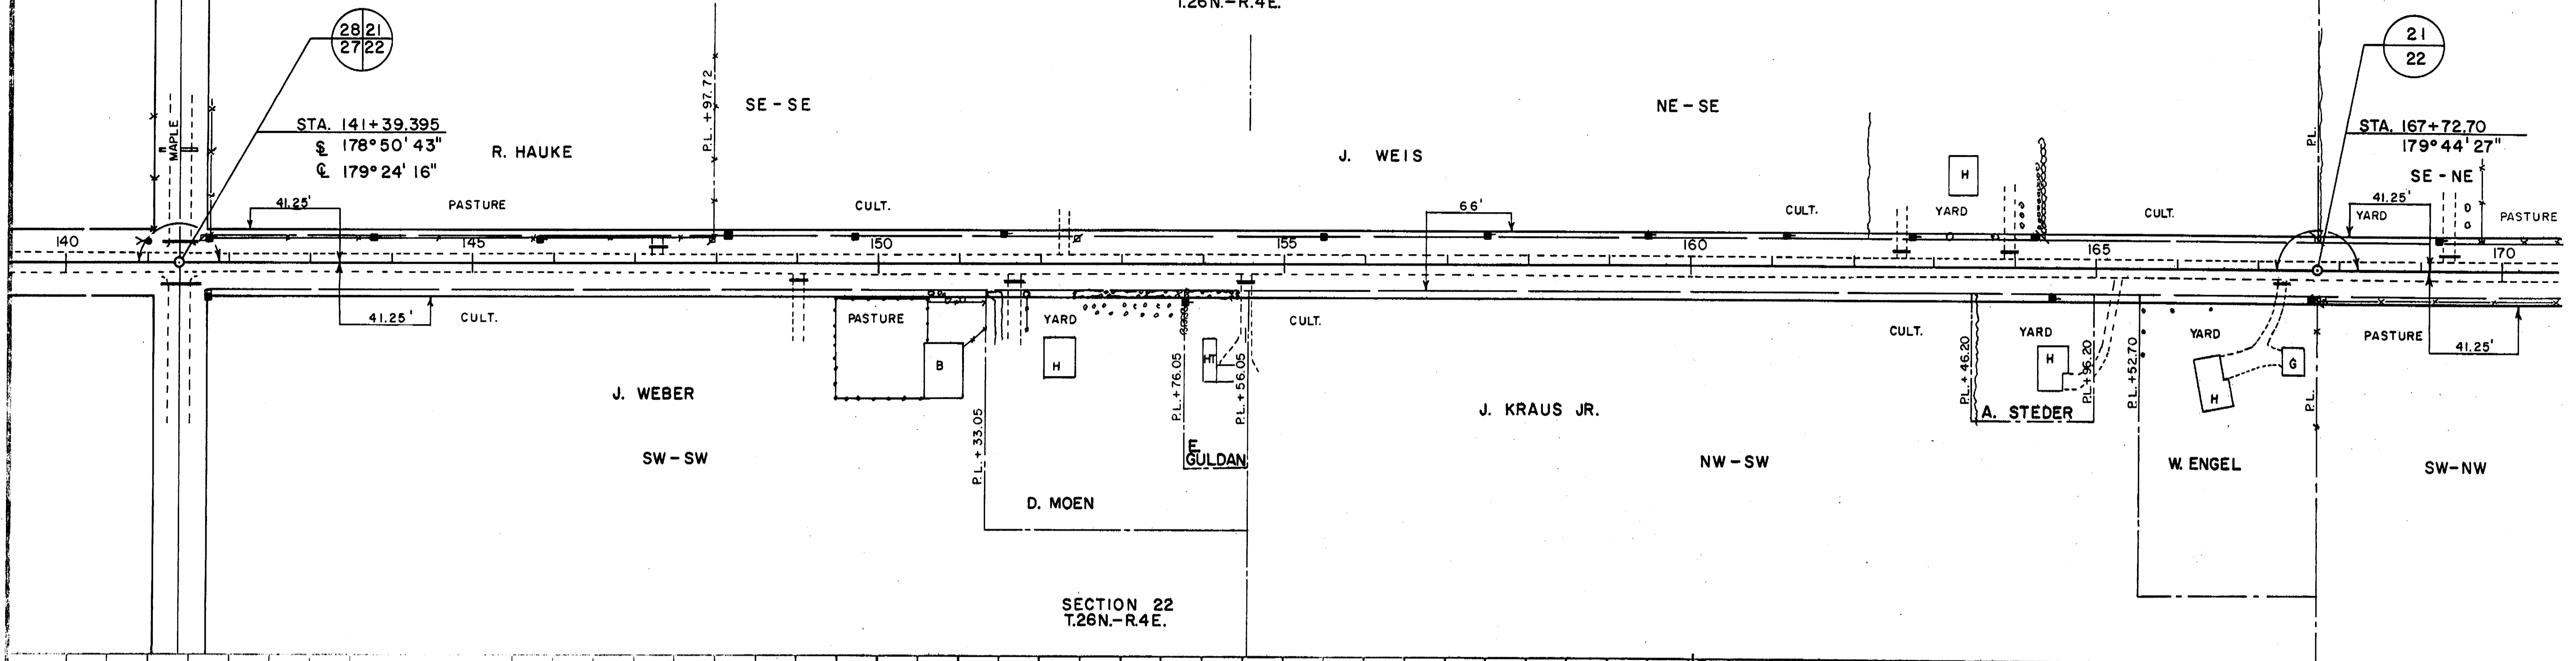 T.26N.–R.4E.
28 21
27 22
21
22
P.L. +97.72
SE – SE
NE – SE
STA. 141+39.395
178°50'43"
179°24'16"
MAPLE
R. HAUKE
J. WEIS
P.L.
STA. 167+72.70
179°44'27"
SE – NE
H
41.25'
PASTURE
CULT.
66'
CULT.
YARD
CULT.
41.25'
YARD
PASTURE
140
145
150
155
160
165
170
41.25'
CULT.
PASTURE
YARD
CULT.
CULT.
YARD
YARD
PASTURE
41.25'
B
H
HT
H
H
G
P.L. + 33.05
P.L. +76.05
P.L. +56.05
P.L. + 46.20
P.L. +96.20
P.L. +52.70
P.L.
J. WEBER
J. KRAUS JR.
A. STEDER
E
GULDAN
SW – SW
NW – SW
W. ENGEL
SW–NW
D. MOEN
SECTION 22
T.26N.–R.4E.